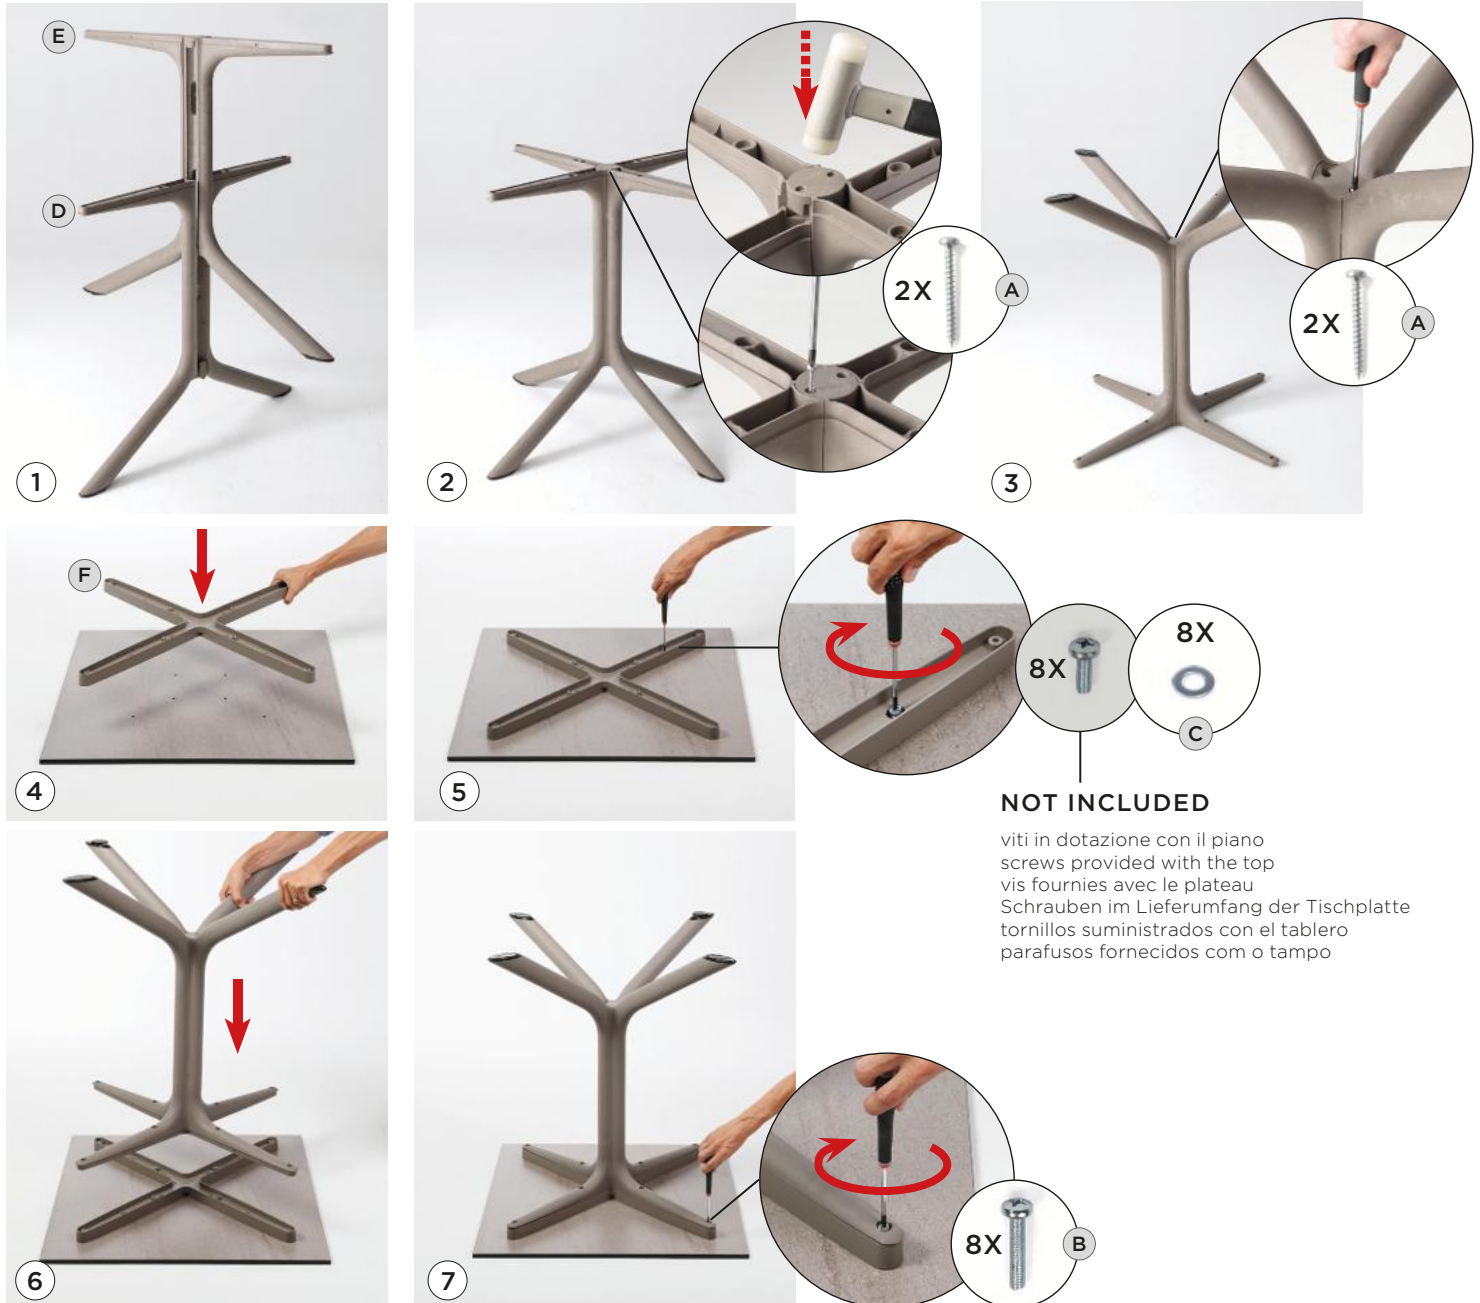 E
D
1
2X
A
2
2X
A
3
F
4
5
8X
8X
C
NOT INCLUDED
viti in dotazione con il piano
screws provided with the top
vis fournies avec le plateau
Schrauben im Lieferumfang der Tischplatte
tornillos suministrados con el tablero
parafusos fornecidos com o tampo
6
7
8X
B